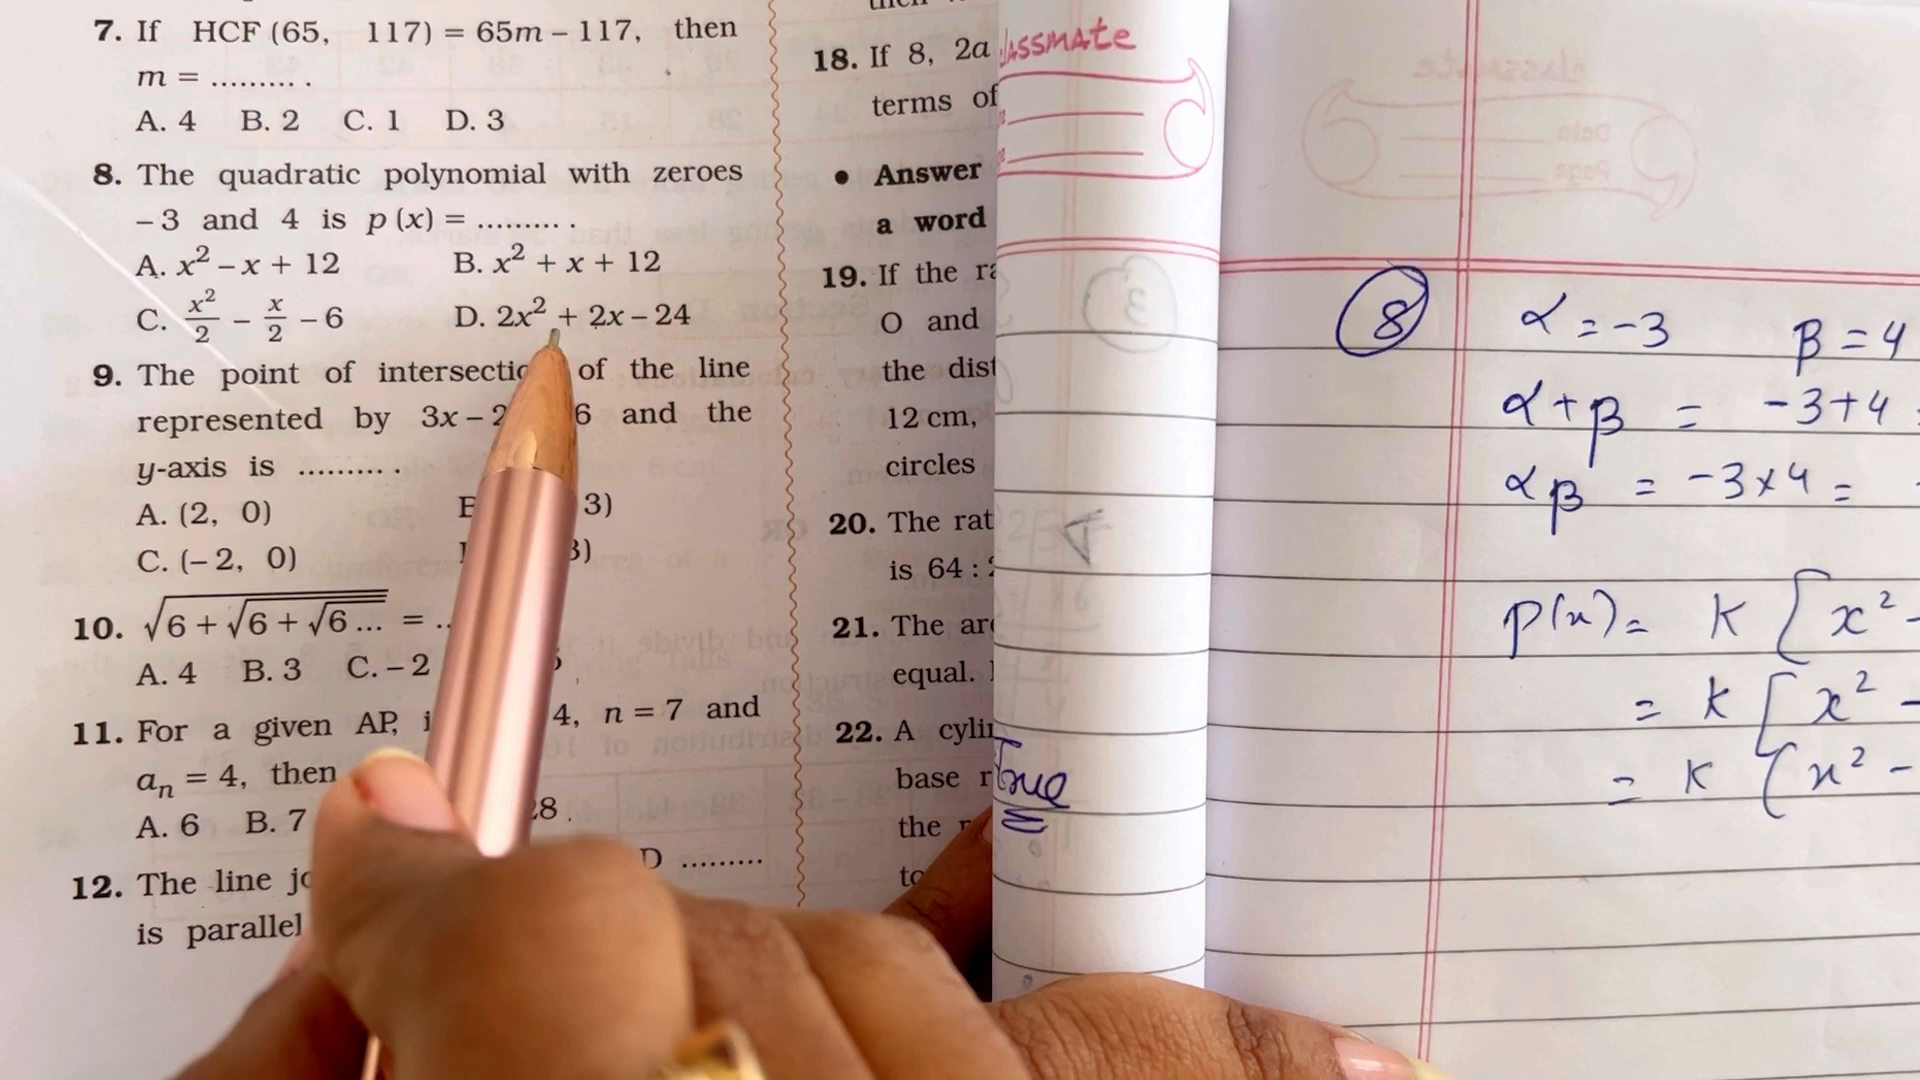 7. If HCF (65, 117) = 65m – 117, then
m = ......... .
A. 4 B. 2 C. 1 D. 3
8. The quadratic polynomial with zeroes
–3 and 4 is p (x) = ......... .
A. x² – x + 12 B. x² + x + 12
C. x²/2 – x/2 – 6 D. 2x² + 2x – 24
9. The point of intersectio of the line
represented by 3x – 2 6 and the
y-axis is ......... .
A. (2, 0) 3)
C. (– 2, 0) 3)
10. √6 + √6 + √6 ... = ..
A. 4 B. 3 C. – 2
11. For a given AP, i 4, n = 7 and
aₙ = 4, then
A. 6 B. 7 28 .
12. The line jo D .........
is parallel
18. If 8, 2a
terms of
• Answer
a word
19. If the ra
O and
the dist
12 cm,
circles
20. The rat
is 64 :
21. The are
equal.
22. A cylin
base r
the r
to
classmate
True
8 α = -3 β = 4
α + β = -3+4
αβ = -3×4 =
p(x) = K [ x² -
= K [ x² -
= K ( x² -